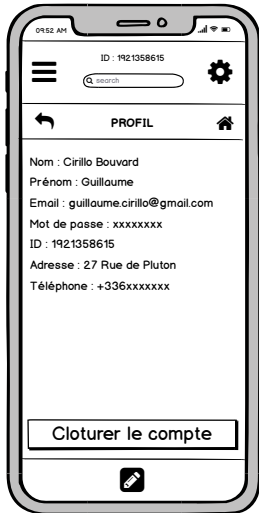 09:52 AM
ID : 1921358615
search
PROFIL
Nom : Cirillo Bouvard
Prénom : Guillaume
Email : guillaume.cirillo@gmail.com
Mot de passe : xxxxxxxx
ID : 1921358615
Adresse : 27 Rue de Pluton
Téléphone : +336xxxxxxx
Cloturer le compte